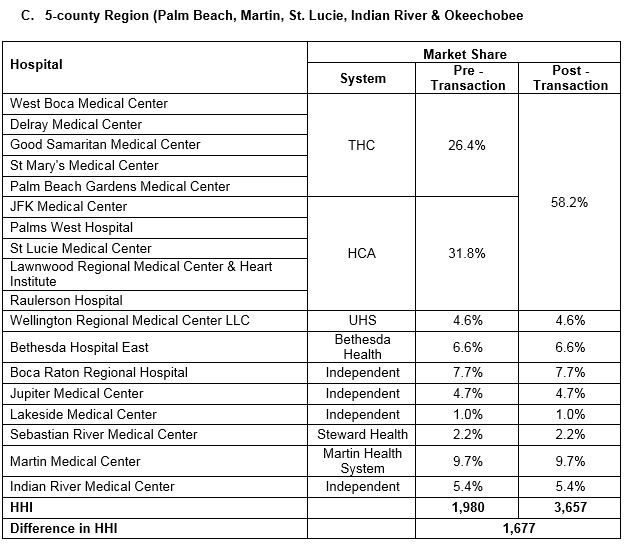 C. 5-county Region (Palm Beach, Martin, St. Lucie, Indian River & Okeechobee
Hospital
Market Share
System
Pre -
Transaction
Post -
Transaction
West Boca Medical Center
Delray Medical Center
Good Samaritan Medical Center
St Mary's Medical Center
Palm Beach Gardens Medical Center
THC
26.4%
58.2%
JFK Medical Center
Palms West Hospital
St Lucie Medical Center
Lawnwood Regional Medical Center & Heart
Institute
Raulerson Hospital
HCA
31.8%
Wellington Regional Medical Center LLC UHS 4.6% 4.6%
Bethesda Hospital East Bethesda
Health 6.6% 6.6%
Boca Raton Regional Hospital Independent 7.7% 7.7%
Jupiter Medical Center Independent 4.7% 4.7%
Lakeside Medical Center Independent 1.0% 1.0%
Sebastian River Medical Center Steward Health 2.2% 2.2%
Martin Medical Center Martin Health
System 9.7% 9.7%
Indian River Medical Center Independent 5.4% 5.4%
HHI 1,980 3,657
Difference in HHI 1,677